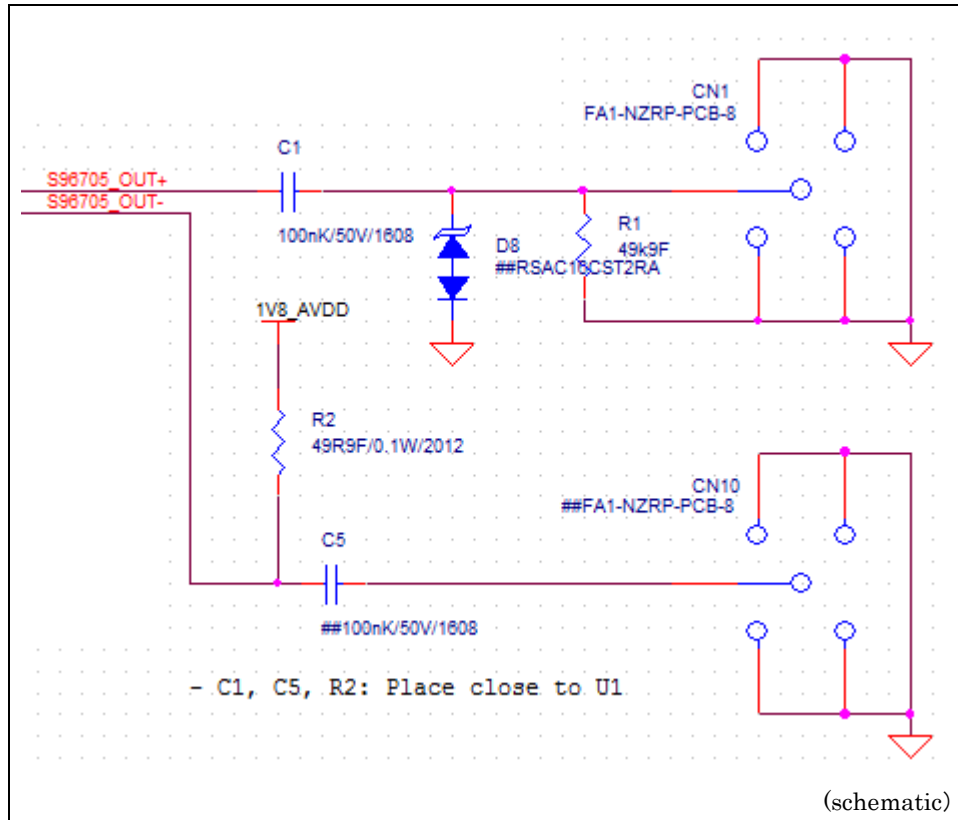 CN1
FA1-NZRP-PCB-8
C1
S96705_OUT+
S96705_OUT-
100nK/50V/1608
D8
##RSAC16CST2RA
R1
49k9F
1V8_AVDD
R2
49R9F/0.1W/2012
CN10
##FA1-NZRP-PCB-8
C5
##100nK/50V/1608
- C1, C5, R2: Place close to U1
(schematic)